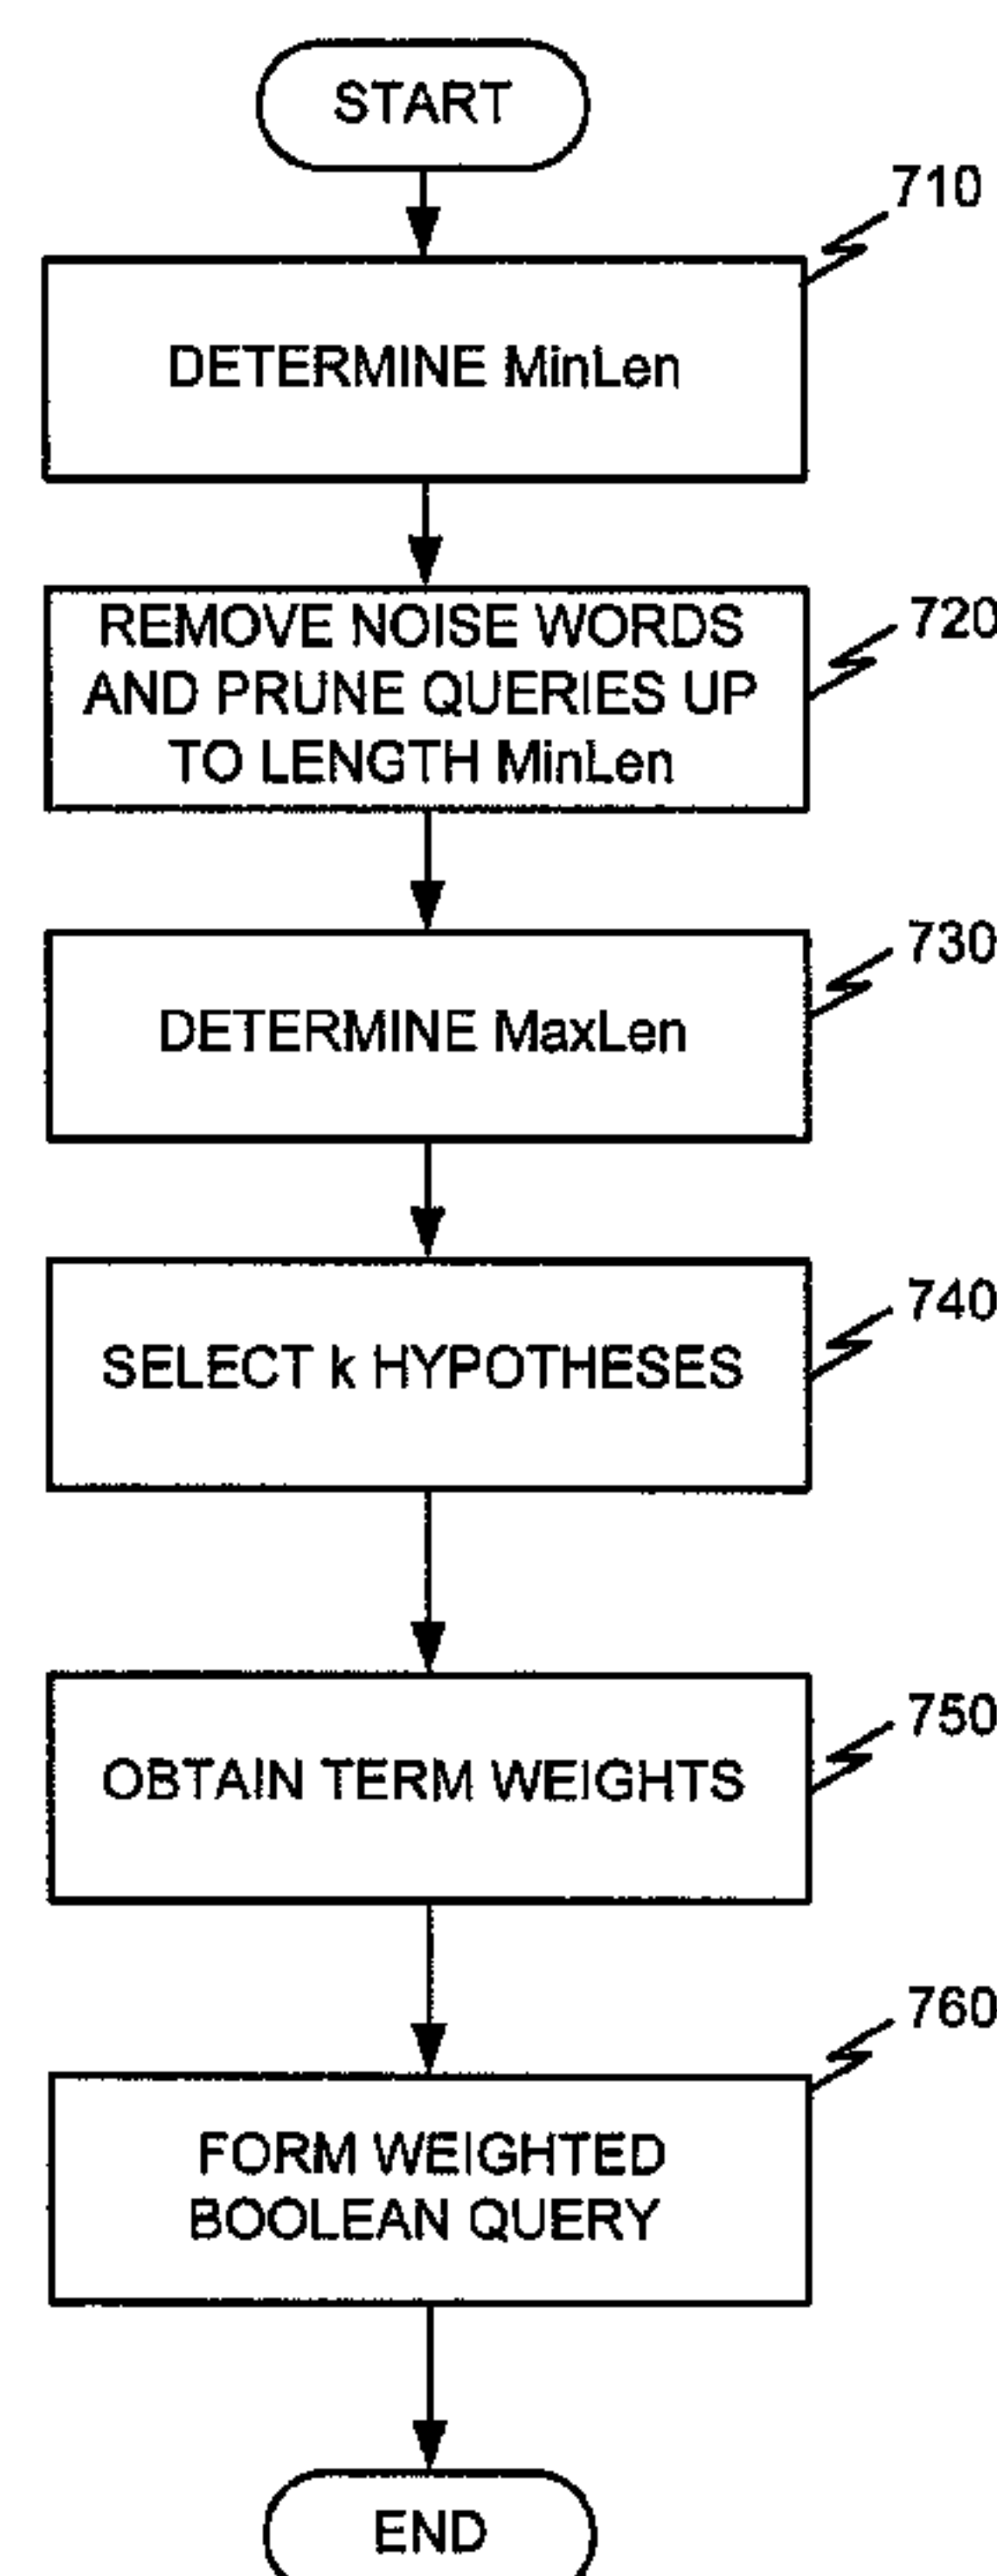 START
710
DETERMINE MinLen
720
REMOVE NOISE WORDS
AND PRUNE QUERIES UP
TO LENGTH MinLen
730
DETERMINE MaxLen
740
SELECT k HYPOTHESES
750
OBTAIN TERM WEIGHTS
760
FORM WEIGHTED
BOOLEAN QUERY
END